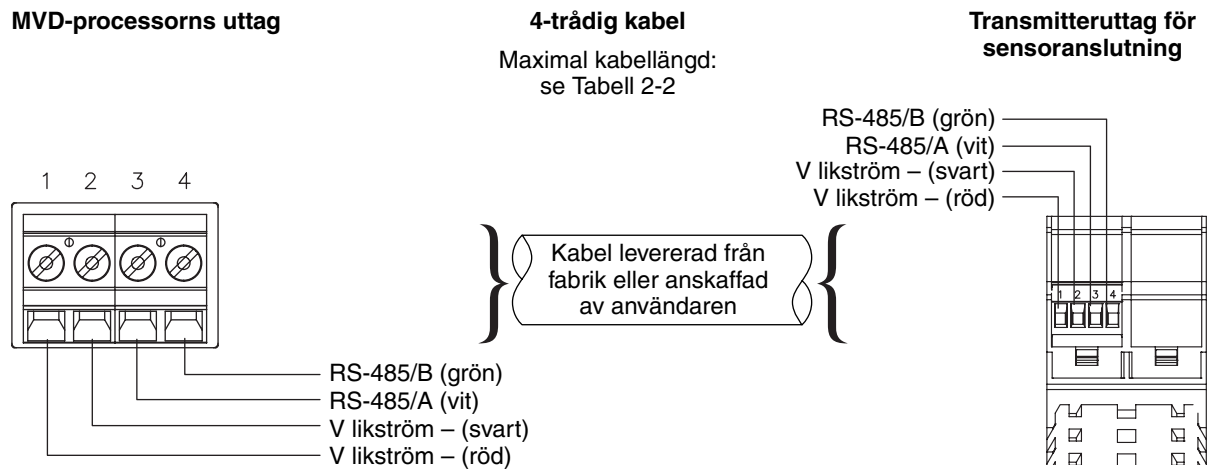 MVD-processorns uttag
4-trådig kabel
Maximal kabellängd:
se Tabell 2-2
Transmitteruttag för
sensoranslutning
RS-485/B (grön)
RS-485/A (vit)
V likström – (svart)
V likström – (röd)
1 2 3 4
Kabel levererad från
fabrik eller anskaffad
av användaren
1 2 3 4
RS-485/B (grön)
RS-485/A (vit)
V likström – (svart)
V likström – (röd)